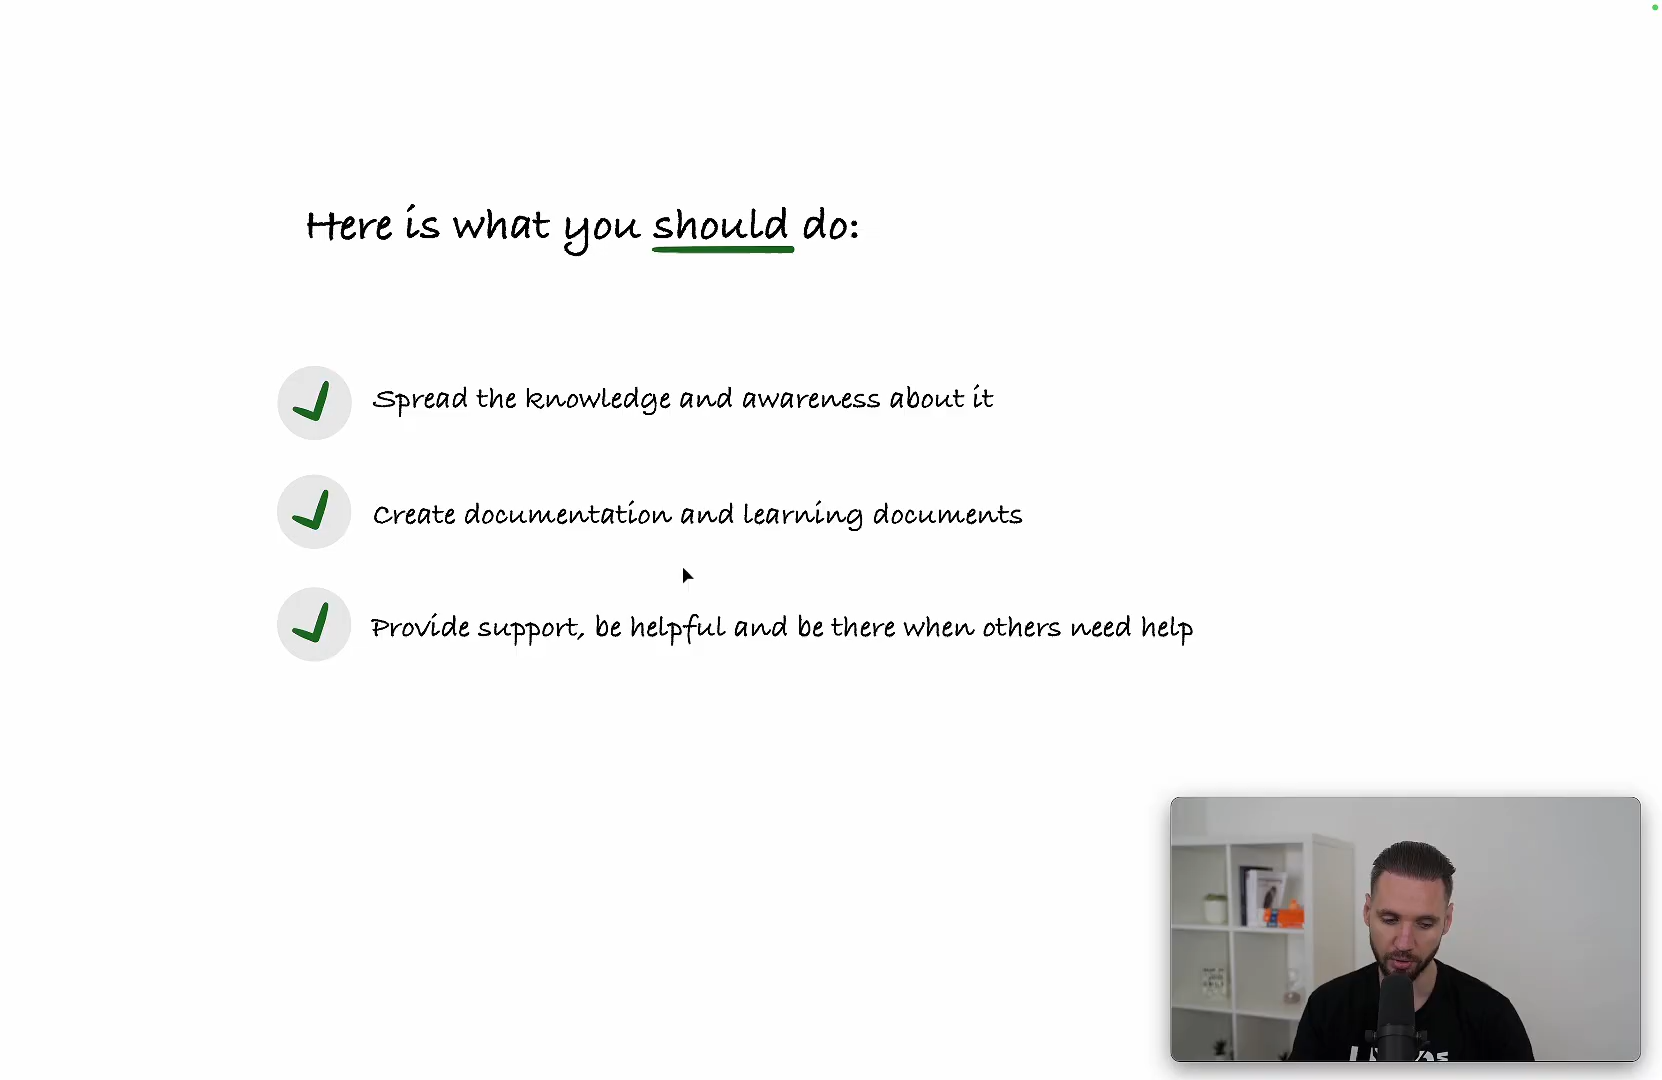 Here is what you should do:
Spread the knowledge and awareness about it
Create documentation and learning documents
Provide support, be helpful and be there when others need help